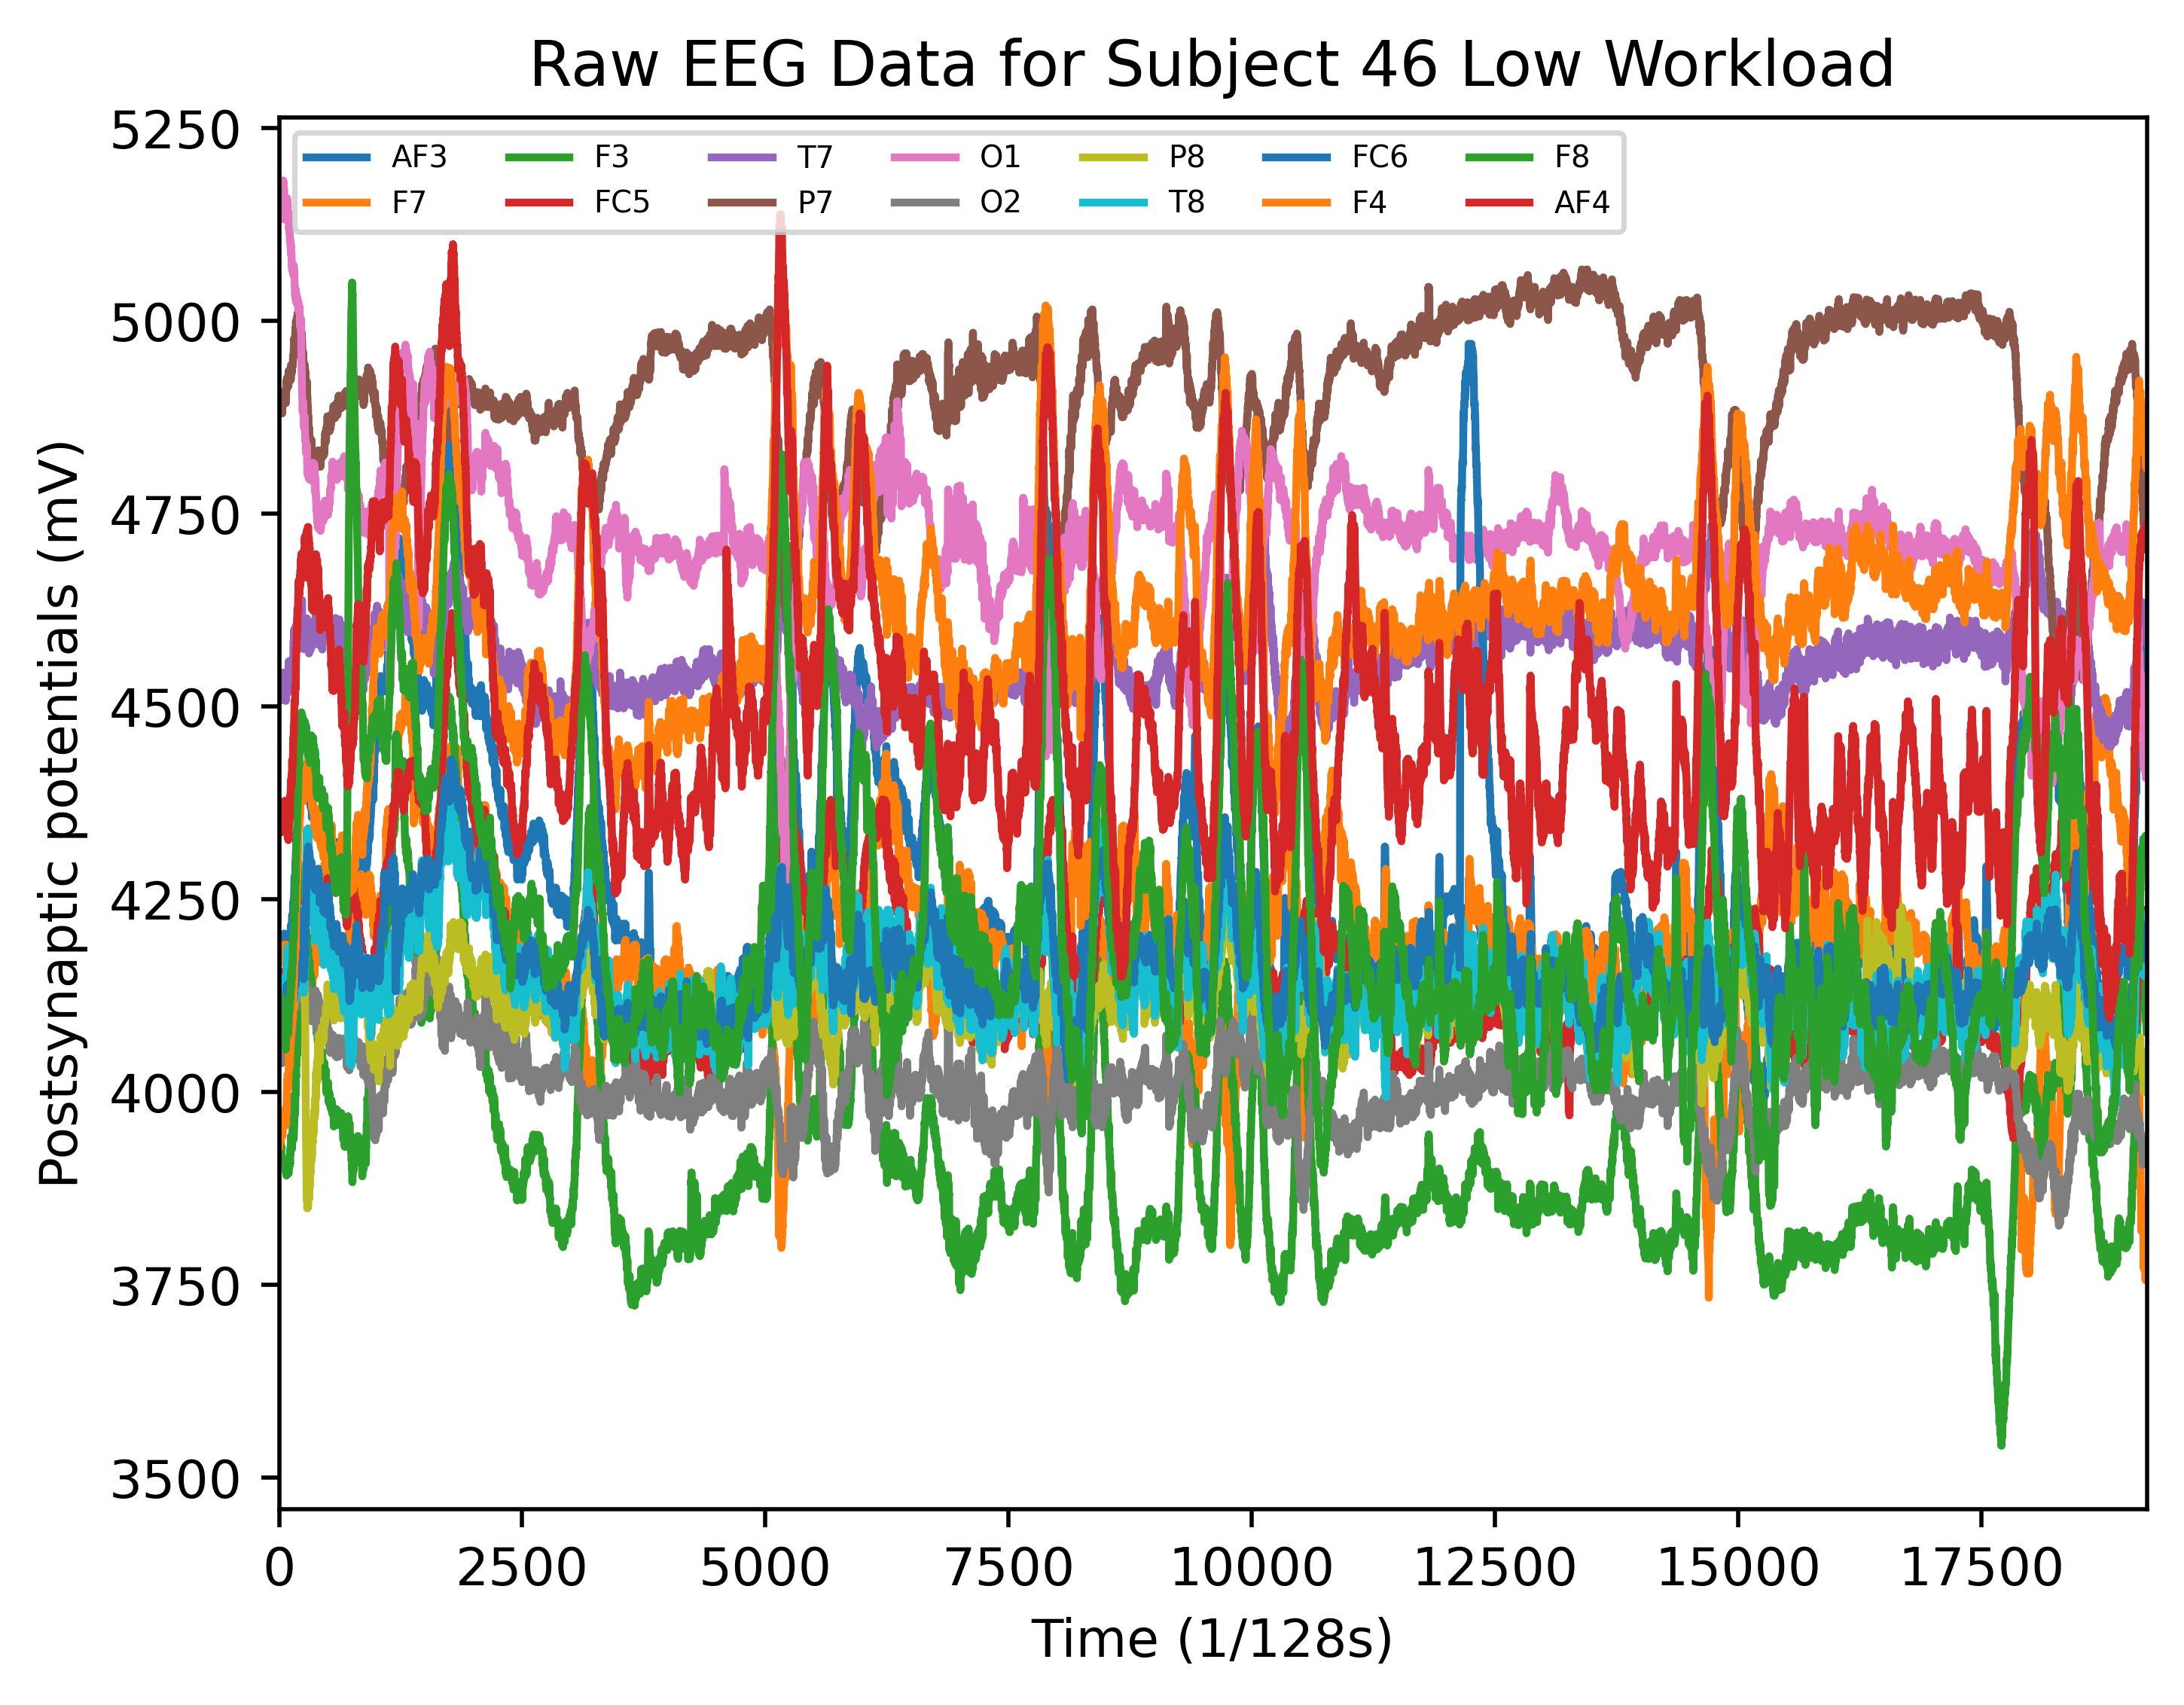 Raw EEG Data for Subject 46 Low Workload
AF3 F3 T7 O1 P8 FC6 F8
F7 FC5 P7 O2 T8 F4 AF4
5250
5000
4750
4500
4250
4000
3750
3500
Postsynaptic potentials (mV)
0 2500 5000 7500 10000 12500 15000 17500
Time (1/128s)